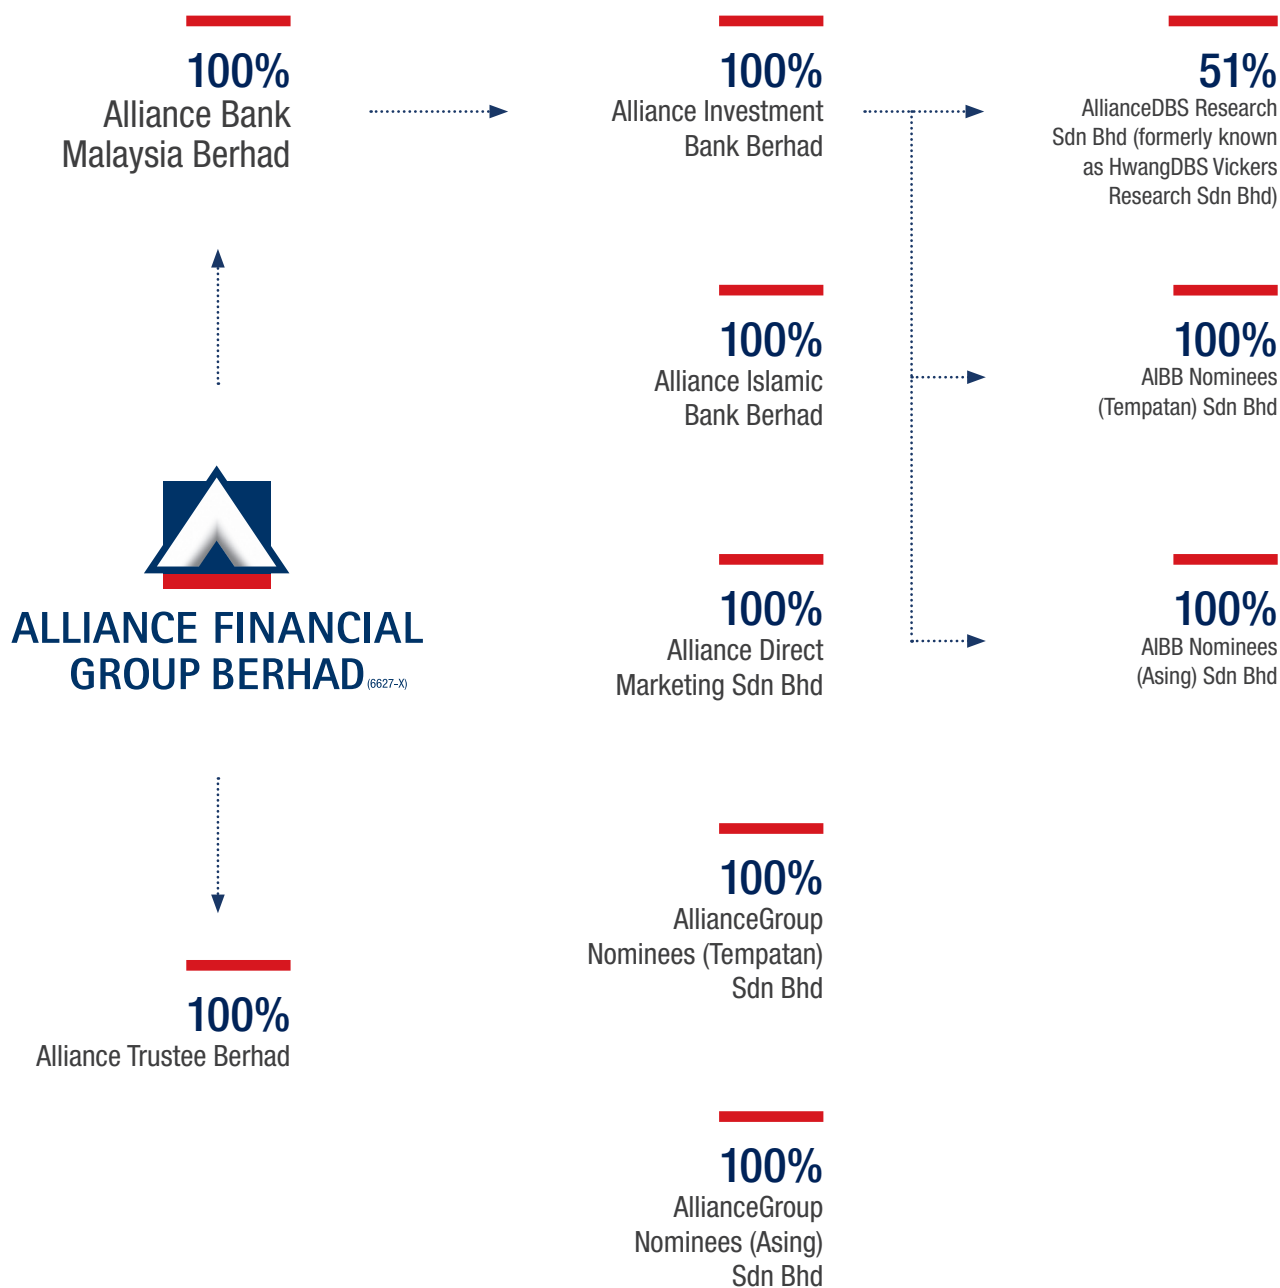 100%
Alliance Bank
Malaysia Berhad
100%
Alliance Investment
Bank Berhad
51%
AllianceDBS Research
Sdn Bhd (formerly known
as HwangDBS Vickers
Research Sdn Bhd)
100%
Alliance Islamic
Bank Berhad
100%
AIBB Nominees
(Tempatan) Sdn Bhd
ALLIANCE FINANCIAL
GROUP BERHAD (6627-X)
100%
Alliance Direct
Marketing Sdn Bhd
100%
AIBB Nominees
(Asing) Sdn Bhd
100%
AllianceGroup
Nominees (Tempatan)
Sdn Bhd
100%
Alliance Trustee Berhad
100%
AllianceGroup
Nominees (Asing)
Sdn Bhd